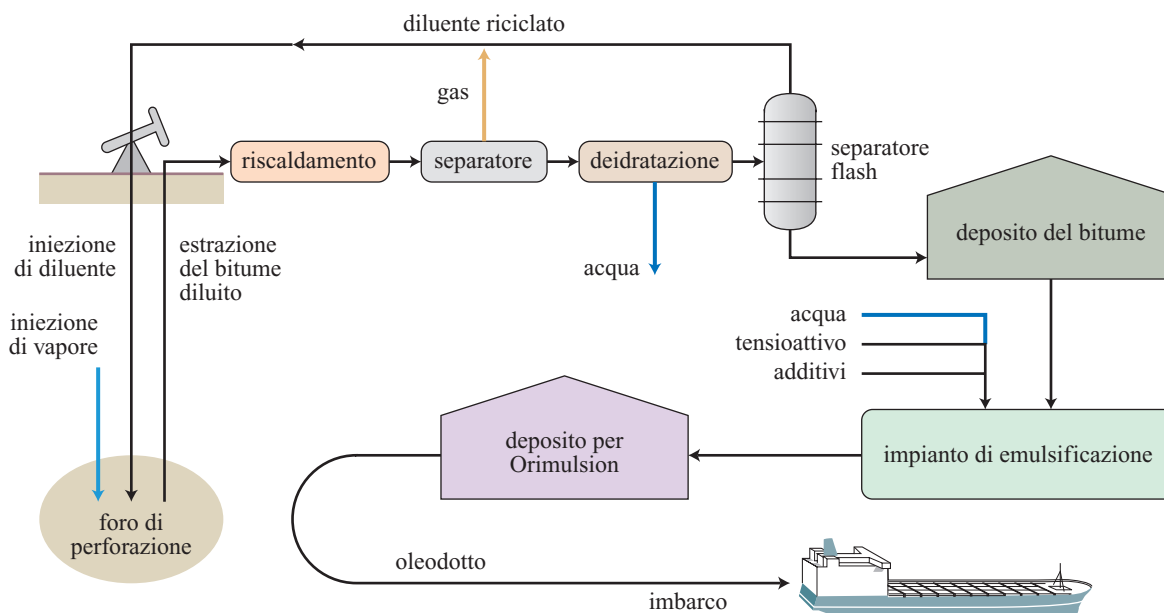 diluente riciclato
gas
riscaldamento
separatore
deidratazione
separatore
flash
iniezione
di diluente
estrazione
del bitume
diluito
acqua
deposito del bitume
iniezione
di vapore
acqua
tensioattivo
additivi
deposito per
Orimulsion
impianto di emulsificazione
foro di
perforazione
oleodotto
imbarco